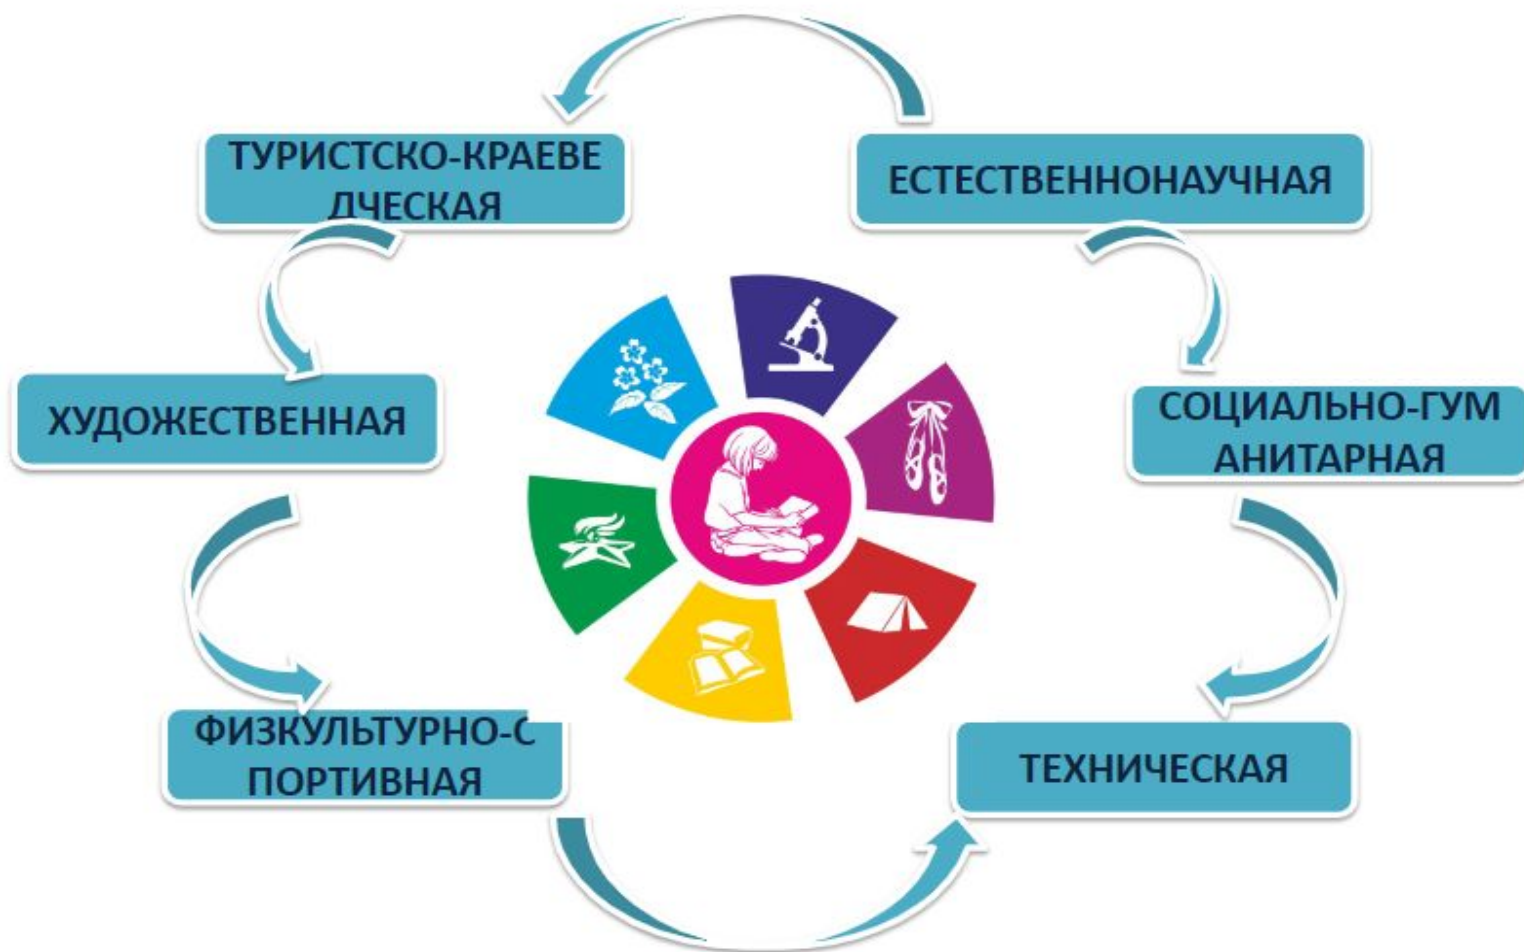 ТУРИСТСКО-КРАЕВЕ
ДЧЕСКАЯ
ЕСТЕСТВЕННОНАУЧНАЯ
ХУДОЖЕСТВЕННАЯ
СОЦИАЛЬНО-ГУМ
АНИТАРНАЯ
ФИЗКУЛЬТУРНО-С
ПОРТИВНАЯ
ТЕХНИЧЕСКАЯ